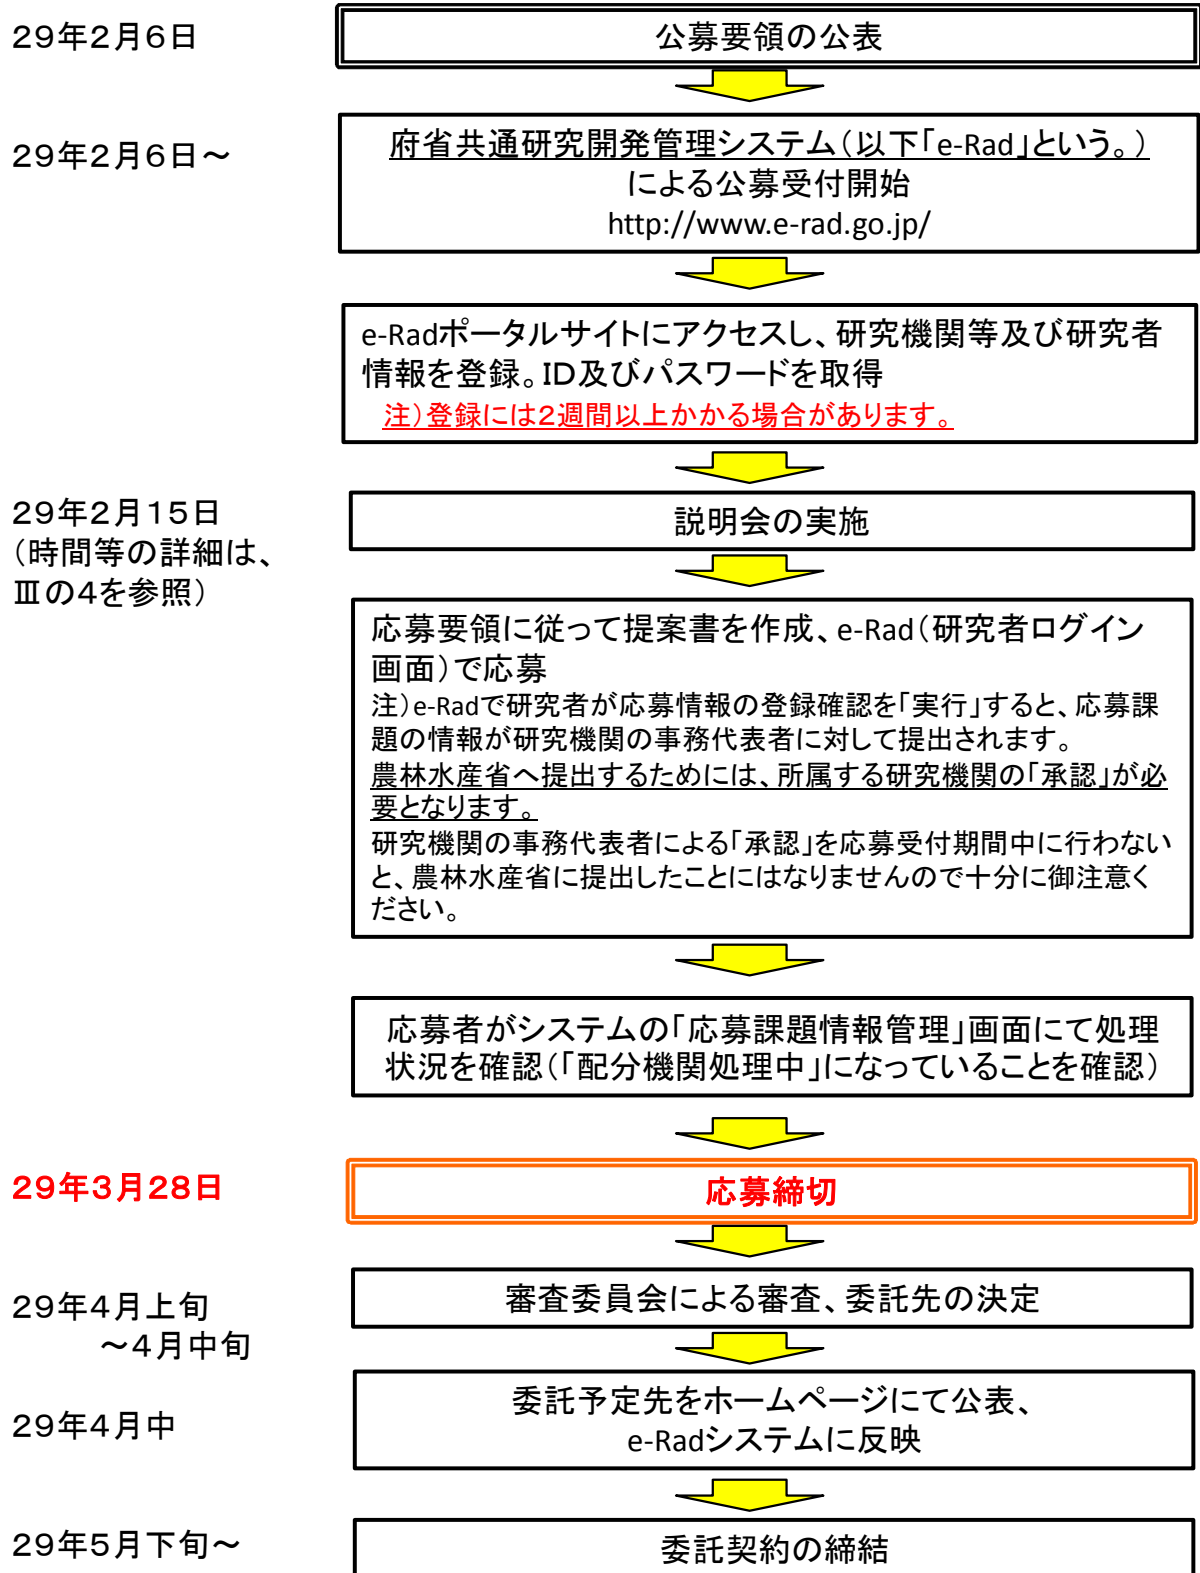 29年2月6日
公募要領の公表
29年2月6日~
府省共通研究開発管理システム(以下「e-Rad」という。)
による公募受付開始
http://www.e-rad.go.jp/
e-Radポータルサイトにアクセスし、研究機関等及び研究者
情報を登録。ID及びパスワードを取得
注)登録には2週間以上かかる場合があります。
29年2月15日
(時間等の詳細は、
Ⅲの4を参照)
説明会の実施
応募要領に従って提案書を作成、e-Rad(研究者ログイン
画面)で応募
注)e-Radで研究者が応募情報の登録確認を「実行」すると、応募課
題の情報が研究機関の事務代表者に対して提出されます。
農林水産省へ提出するためには、所属する研究機関の「承認」が必
要となります。
研究機関の事務代表者による「承認」を応募受付期間中に行わない
と、農林水産省に提出したことにはなりませんので十分に御注意く
ださい。
応募者がシステムの「応募課題情報管理」画面にて処理
状況を確認(「配分機関処理中」になっていることを確認)
29年3月28日
応募締切
29年4月上旬
~4月中旬
審査委員会による審査、委託先の決定
29年4月中
委託予定先をホームページにて公表、
e-Radシステムに反映
29年5月下旬~
委託契約の締結